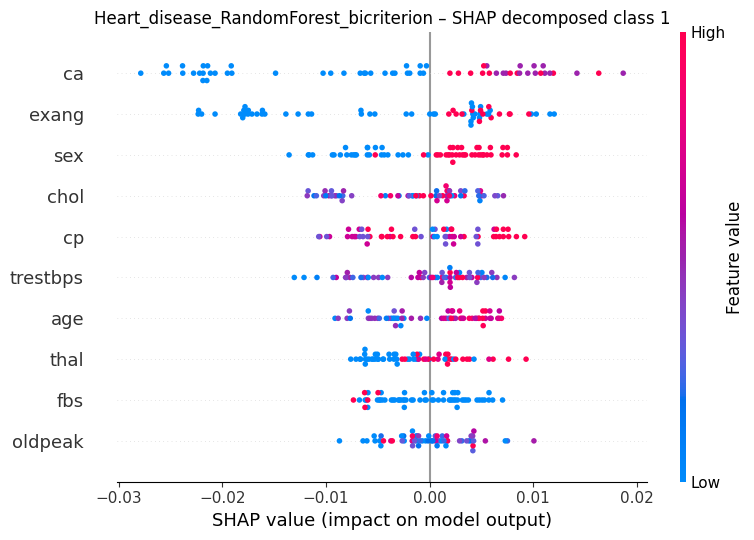 Heart_disease_RandomForest_bicriterion – SHAP decomposed class 1
High
ca
exang
sex
chol
cp
trestbps
age
thal
fbs
oldpeak
Feature value
Low
−0.03 −0.02 −0.01 0.00 0.01 0.02
SHAP value (impact on model output)